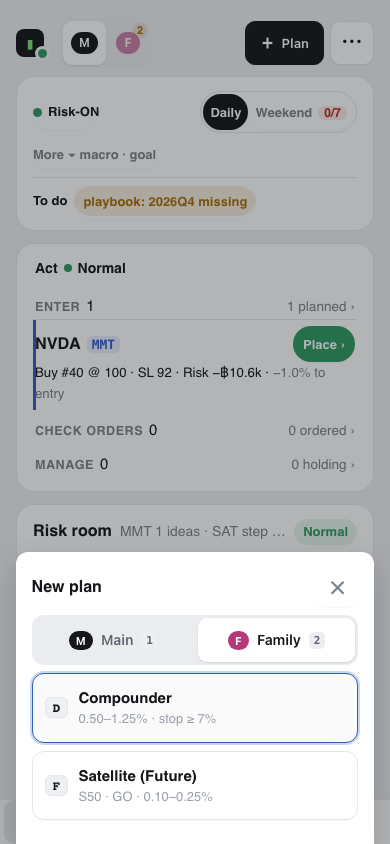 M F 2 + Plan ...
Risk-ON Daily Weekend 0/7
More macro · goal
To do playbook: 2026Q4 missing
Act Normal
ENTER 1 1 planned ›
NVDA MMT Place ›
Buy #40 @ 100 · SL 92 · Risk −฿10.6k · −1.0% to
entry
CHECK ORDERS 0 0 ordered ›
MANAGE 0 0 holding ›
Risk room MMT 1 ideas · SAT step ... Normal
New plan
M Main 1 F Family 2
D Compounder
0.50–1.25% · stop ≥ 7%
F Satellite (Future)
S50 · GO · 0.10–0.25%